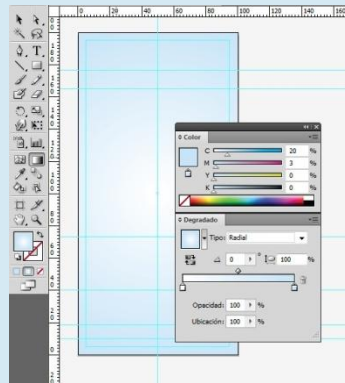 0 20 40 60 80 100 120 140 160
Color
C 20 %
M 3 %
Y 0 %
K 0 %
Degradado
Tipo: Radial
0 ° 100 %
Opacidad: 100 %
Ubicación: 100 %